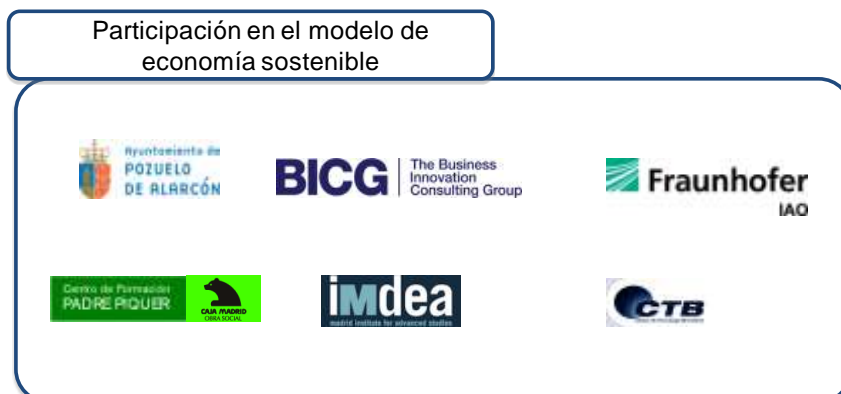 Participación en el modelo de
economía sostenible
Ayuntamiento de
POZUELO
DE ALARCÓN
BICG
The Business
Innovation
Consulting Group
Fraunhofer
IAO
Centro de Formación
PADRE PIQUER
CAJA MADRID
OBRA SOCIAL
imdea
madrid institute for advanced studies
CTB